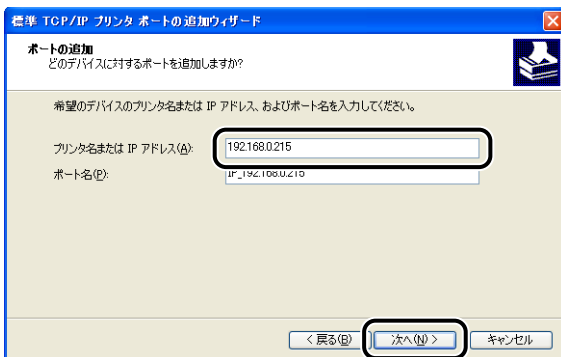 標準 TCP/IP プリンタ ポートの追加ウィザード
ポートの追加
どのデバイスに対するポートを追加しますか?
希望のデバイスのプリンタ名または IP アドレス、およびポート名を入力してください。
プリンタ名または IP アドレス(A): 192.168.0.215
ポート名(P): IP_192.168.0.215
< 戻る(B) 次へ(N) > キャンセル